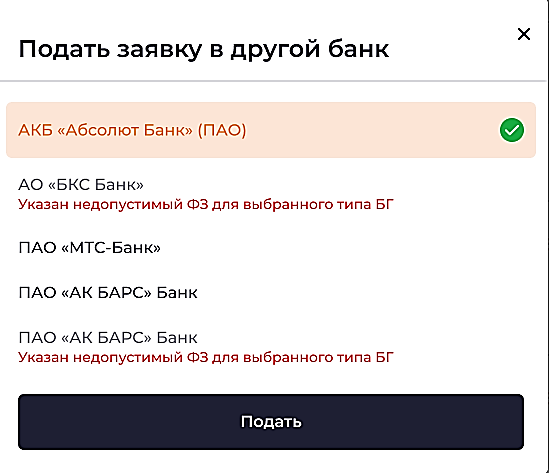 Подать заявку в другой банк
АКБ «Абсолют Банк» (ПАО)
АО «БКС Банк»
Указан недопустимый ФЗ для выбранного типа БГ
ПАО «МТС-Банк»
ПАО «АК БАРС» Банк
ПАО «АК БАРС» Банк
Указан недопустимый ФЗ для выбранного типа БГ
Подать